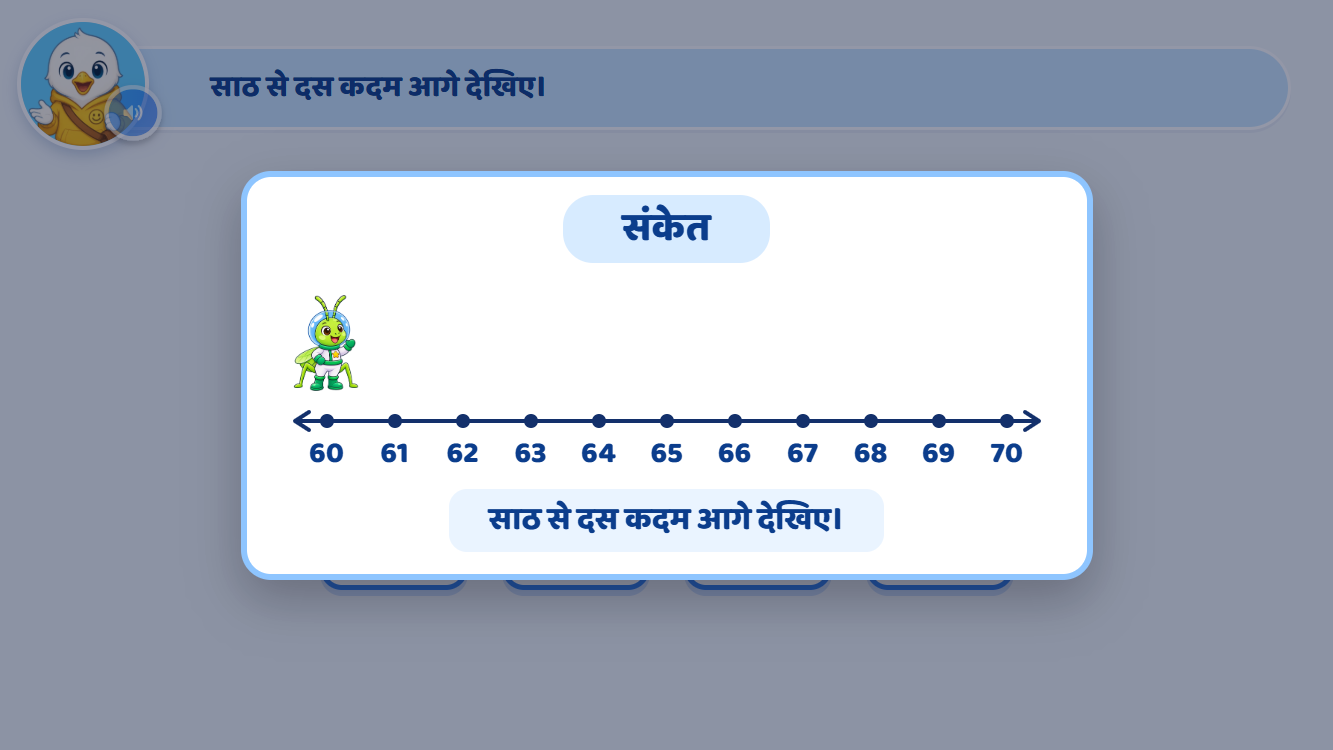 साठ से दस कदम आगे देखिए।
संकेत
60 61 62 63 64 65 66 67 68 69 70
साठ से दस कदम आगे देखिए।